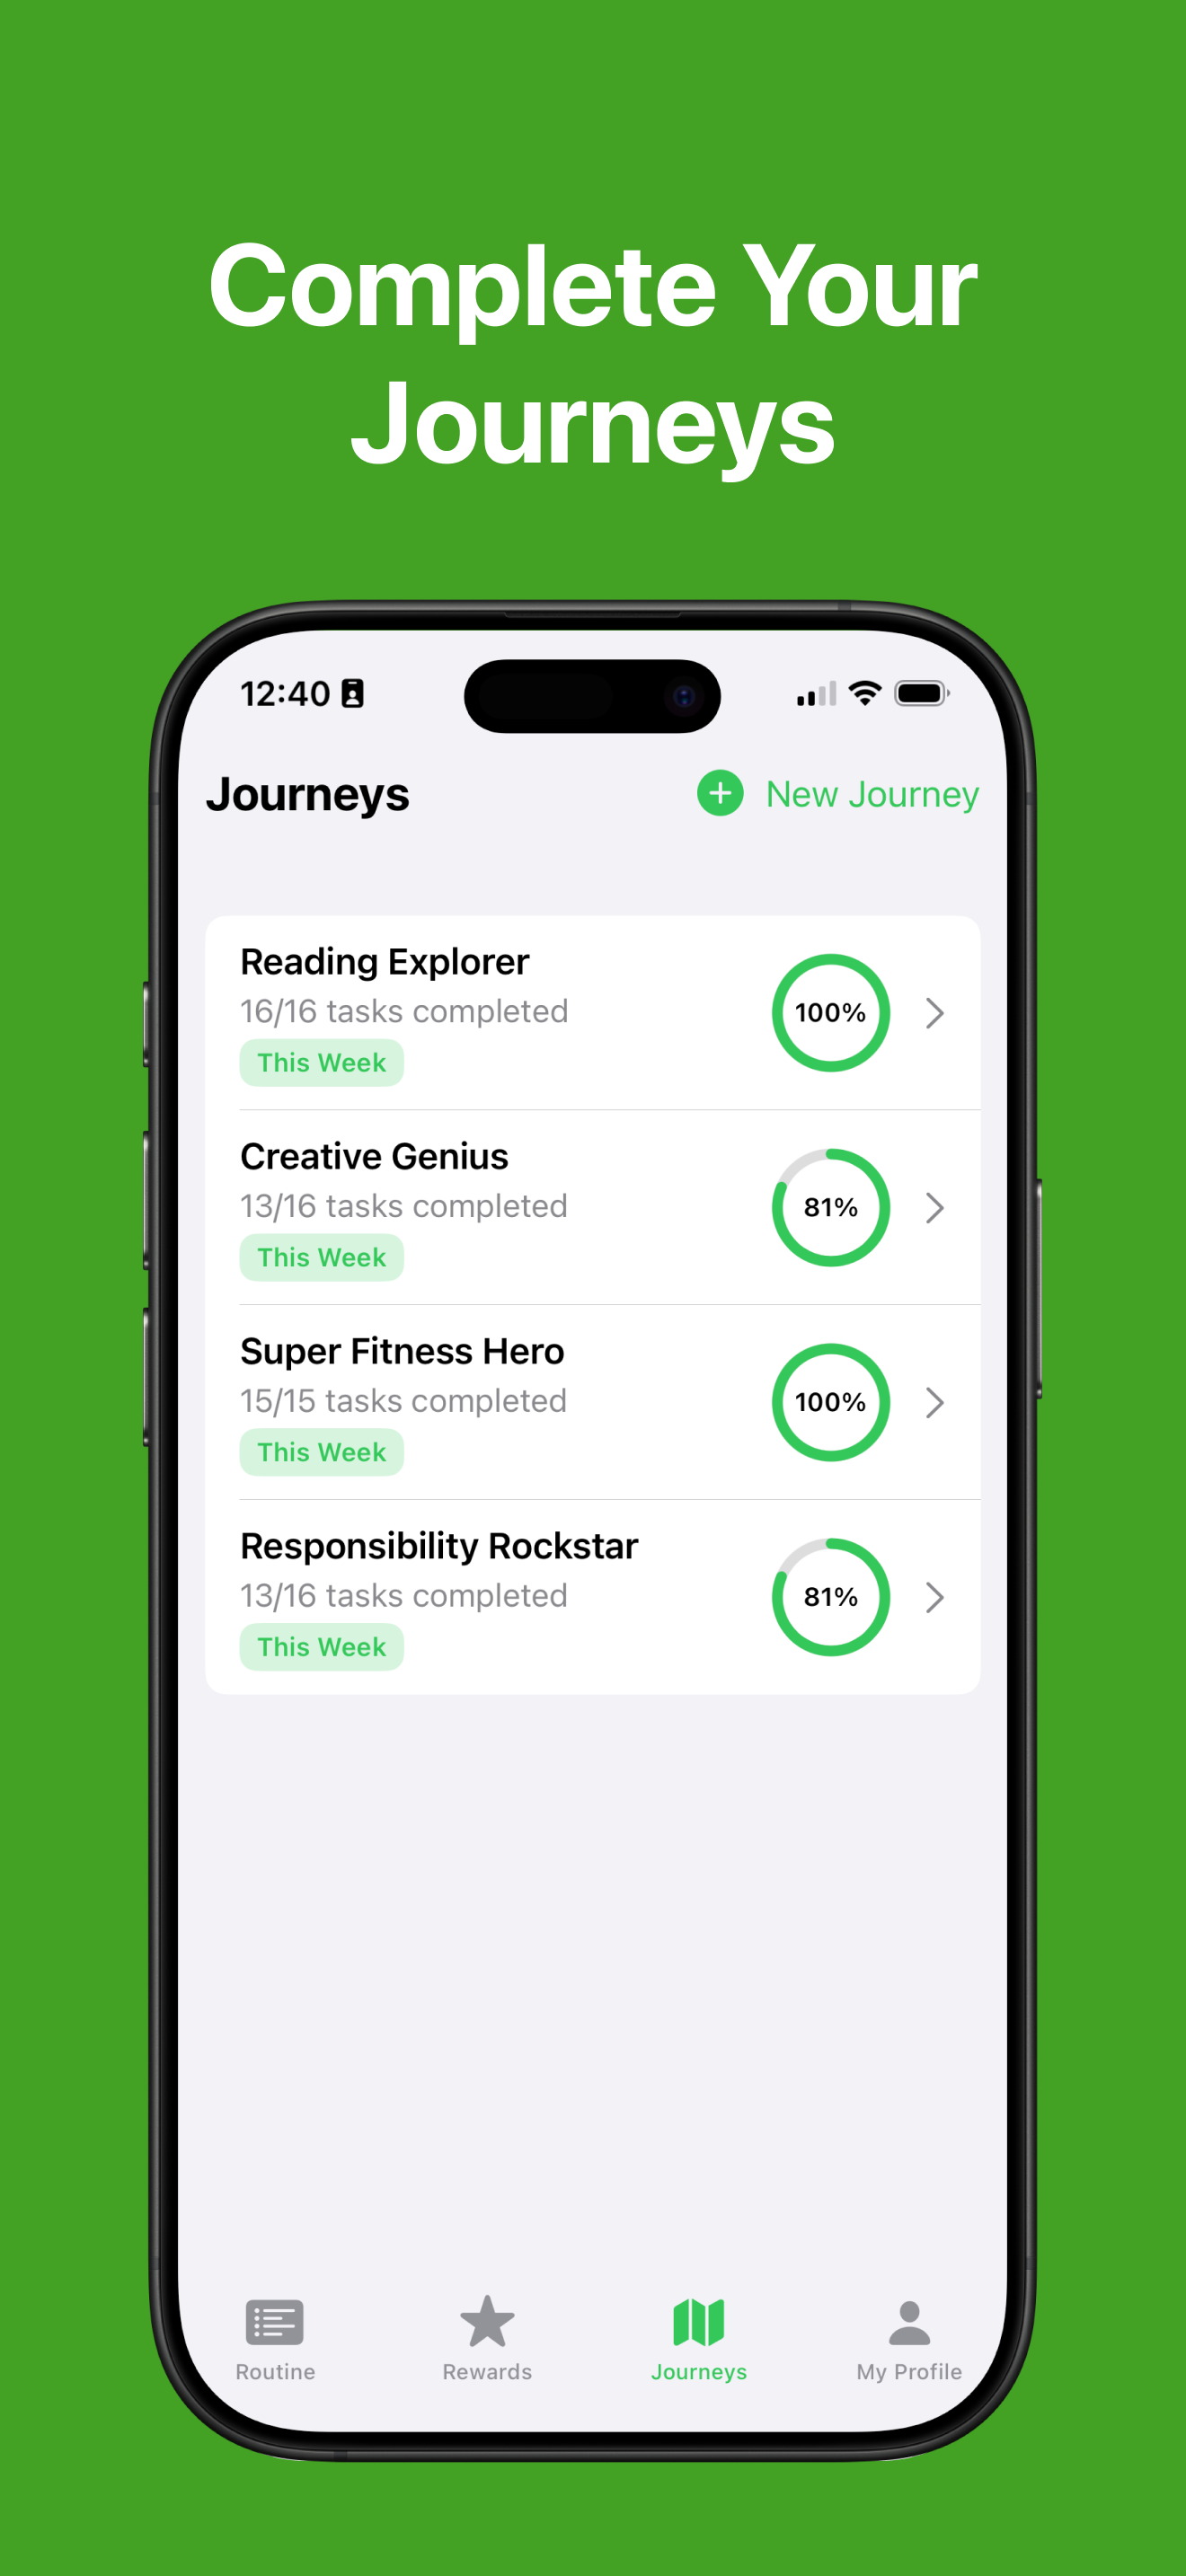 Complete Your
Journeys
12:40
Journeys
New Journey
Reading Explorer
16/16 tasks completed
100%
This Week
Creative Genius
13/16 tasks completed
81%
This Week
Super Fitness Hero
15/15 tasks completed
100%
This Week
Responsibility Rockstar
13/16 tasks completed
81%
This Week
Routine
Rewards
Journeys
My Profile